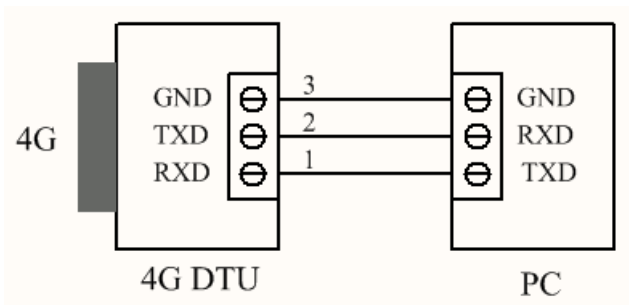 3
GND GND
2
4G TXD RXD
1
RXD TXD
4G DTU
PC